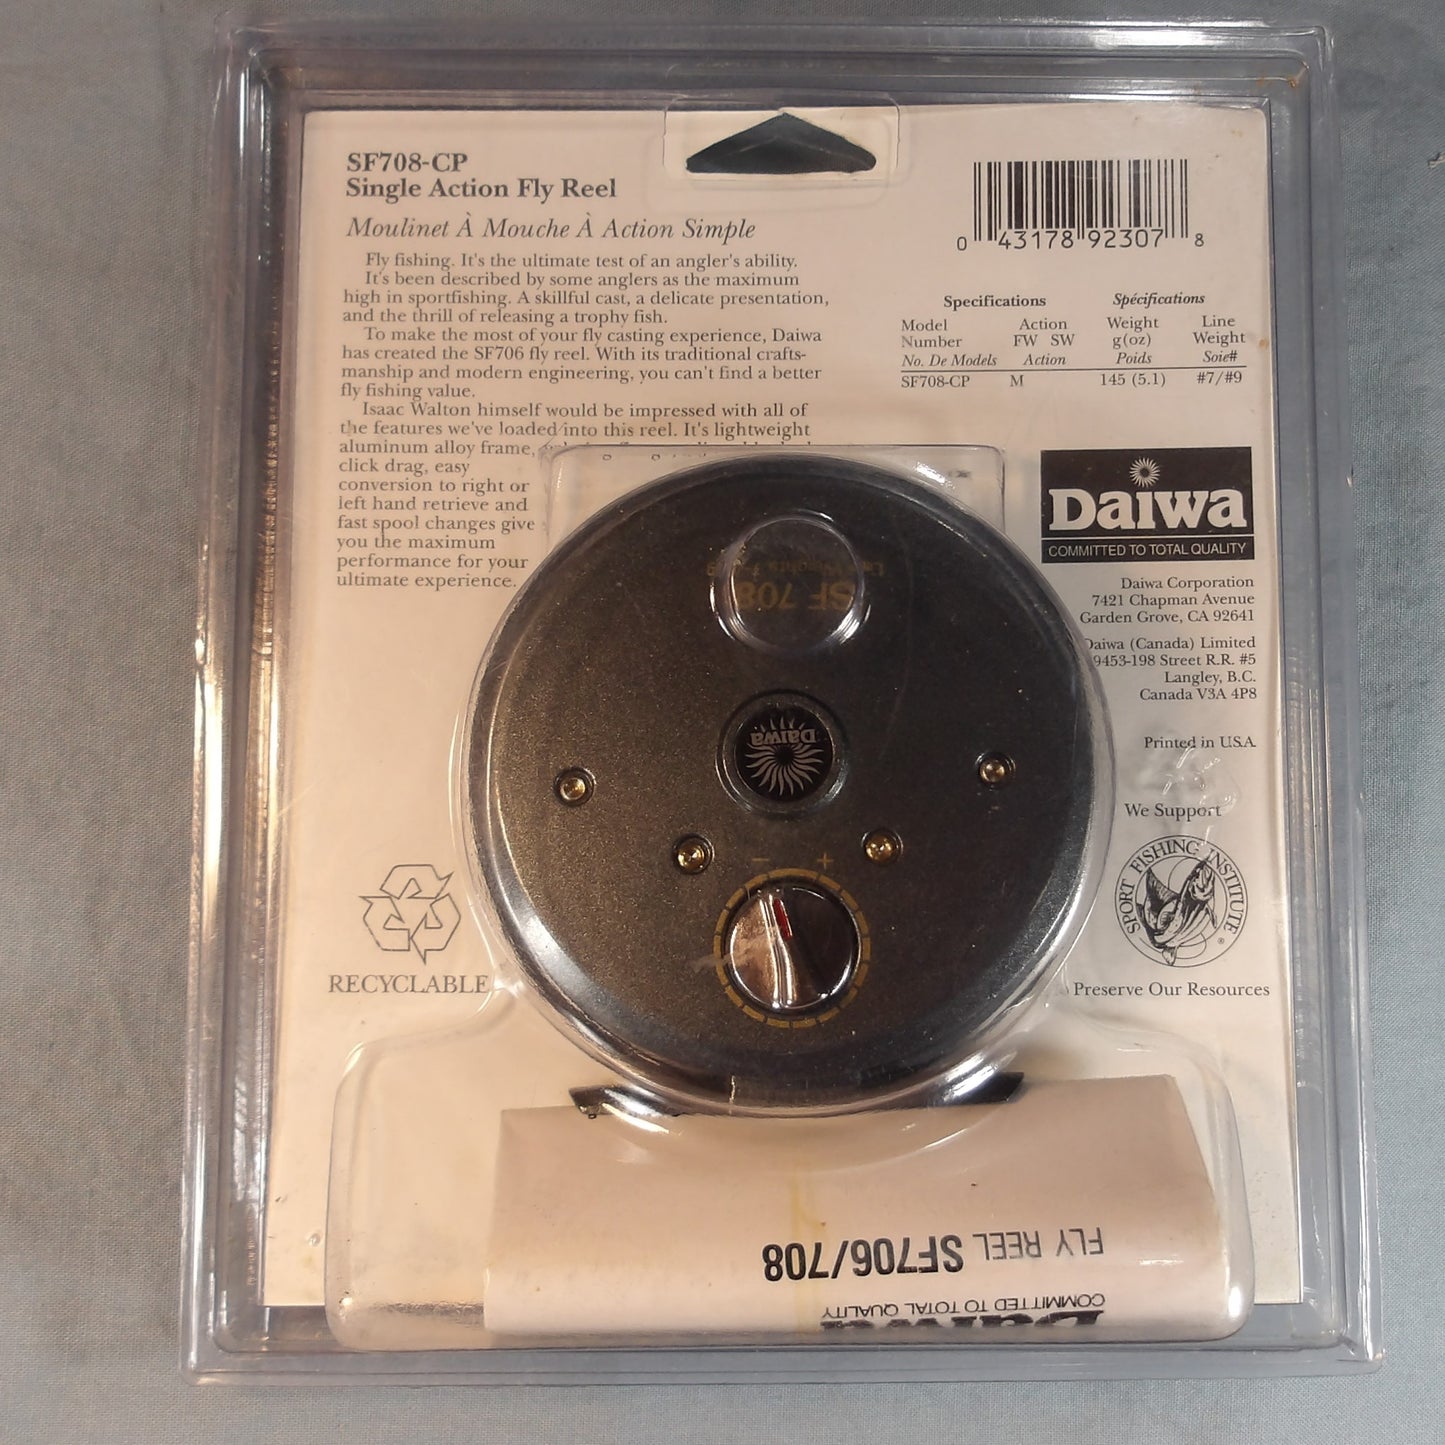 SF708-CP
Single Action Fly Reel
Moulinet À Mouche À Action Simple
Fly fishing. It's the ultimate test of an angler's ability.
It's been described by some anglers as the maximum
high in sportfishing. A skillful cast, a delicate presentation,
and the thrill of releasing a trophy fish.
To make the most of your fly casting experience, Daiwa
has created the SF706 fly reel. With its traditional crafts-
manship and modern engineering, you can't find a better
fly fishing value.
Isaac Walton himself would be impressed with all of
the features we've loaded into this reel. It's lightweight
aluminum alloy frame,
click drag, easy
conversion to right or
left hand retrieve and
fast spool changes give
you the maximum
performance for your
ultimate experience.
0 43178 92307 8
Specifications Spécifications
Model Action Weight Line
Number FW SW g(oz) Weight
No. De Models Action Poids Soie#
SF708-CP M 145 (5.1) #7/#9
Daiwa
COMMITTED TO TOTAL QUALITY
Daiwa Corporation
7421 Chapman Avenue
Garden Grove, CA 92641
Daiwa (Canada) Limited
9453-198 Street R.R. #5
Langley, B.C.
Canada V3A 4P8
Printed in U.S.A.
We Support
SPORT FISHING INSTITUTE
®
Preserve Our Resources
RECYCLABLE
SF 708
Daiwa
- +
FLY REEL SF706/708
COMMITTED TO TOTAL QUALITY
Daiwa